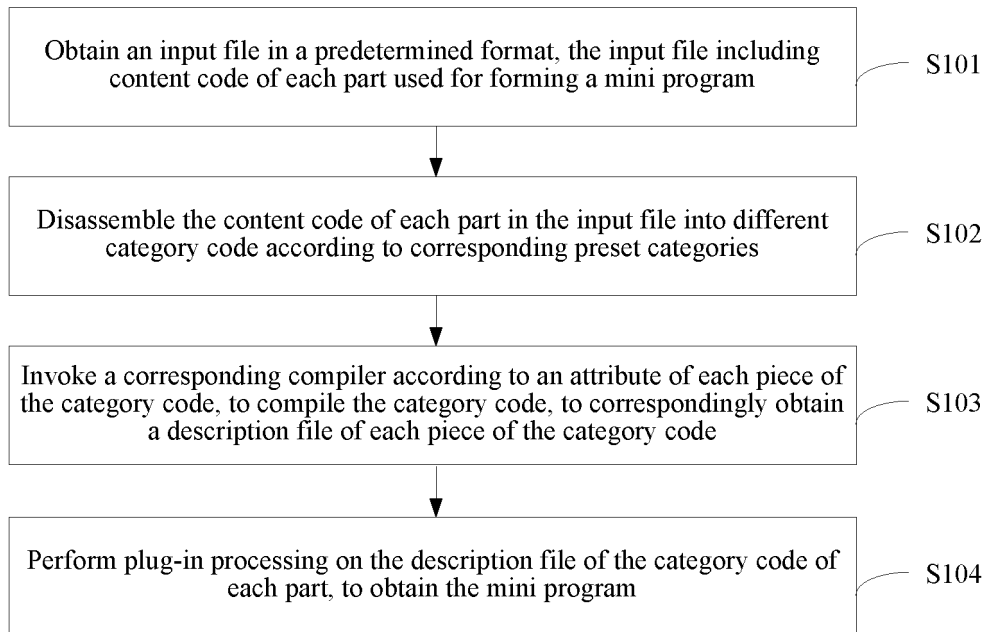 Obtain an input file in a predetermined format, the input file including
content code of each part used for forming a mini program
S101
Disassemble the content code of each part in the input file into different
category code according to corresponding preset categories
S102
Invoke a corresponding compiler according to an attribute of each piece of
the category code, to compile the category code, to correspondingly obtain
a description file of each piece of the category code
S103
Perform plug-in processing on the description file of the category code of
each part, to obtain the mini program
S104